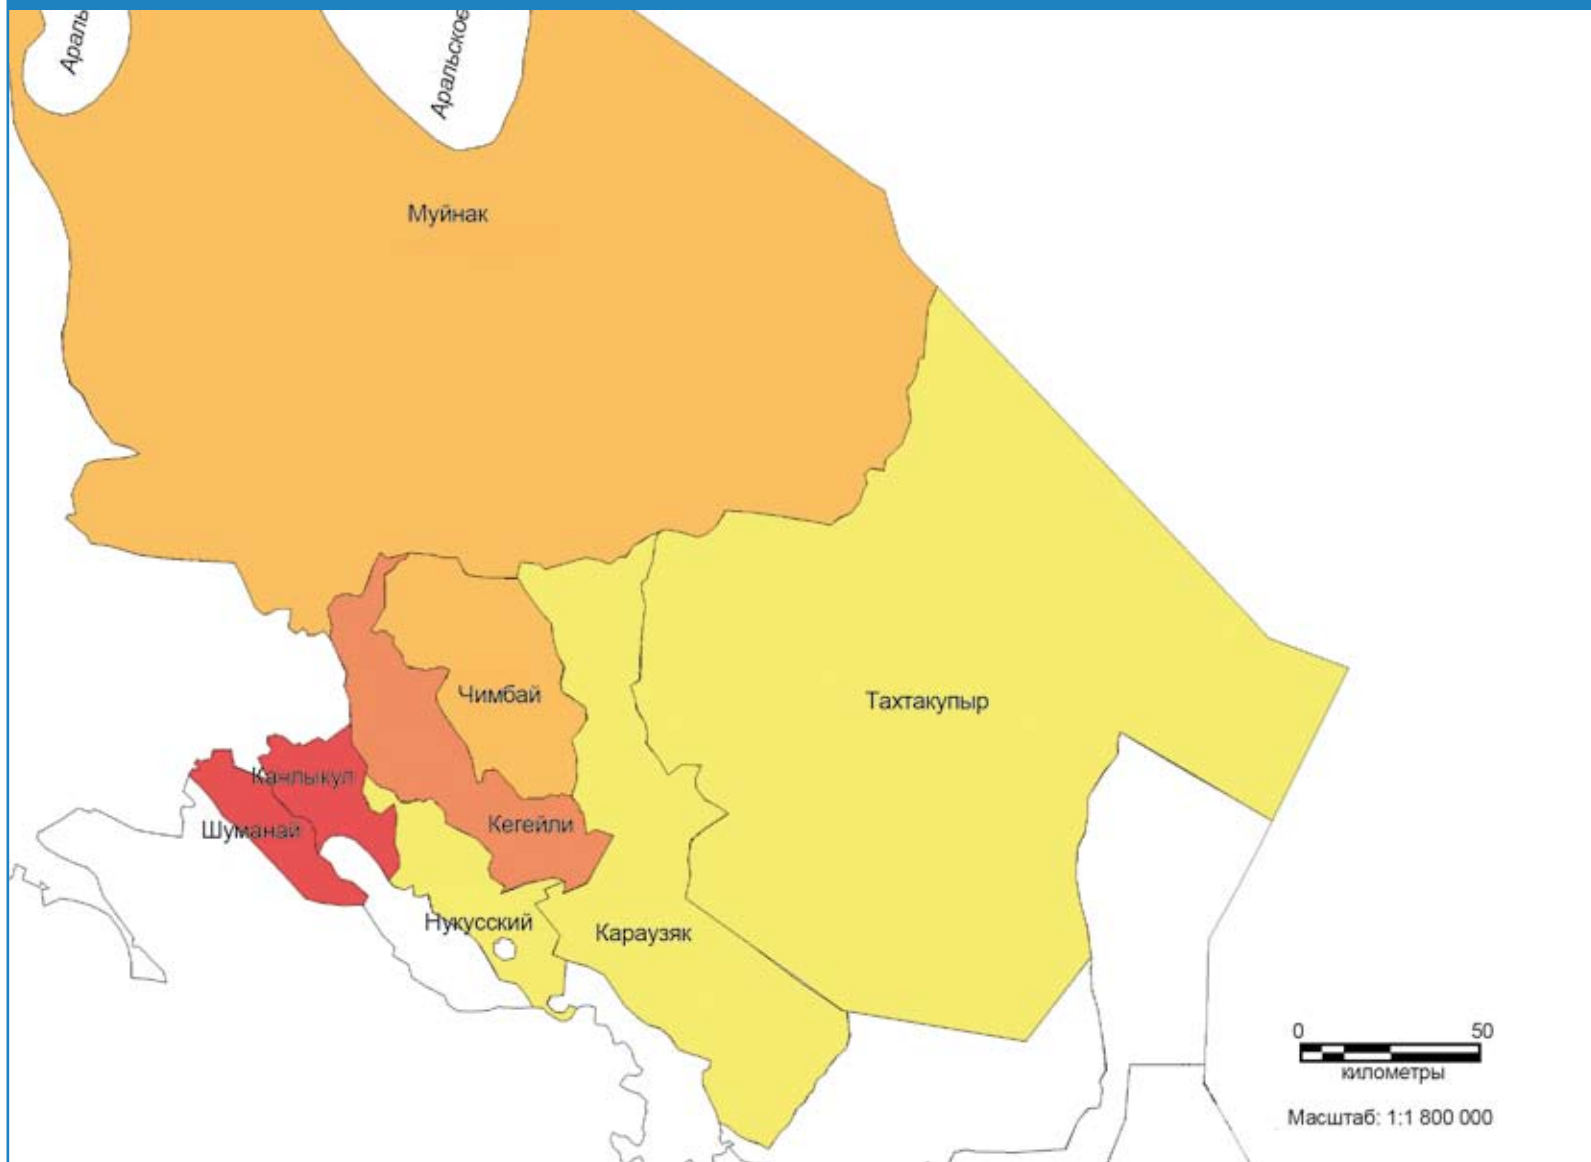 Араль
Аральское
Муйнак
Чимбай
Тахтакупыр
Канлыкул
Шуманай
Кегейли
Нукусский
Караузяк
0 50
километры
Масштаб: 1:1 800 000